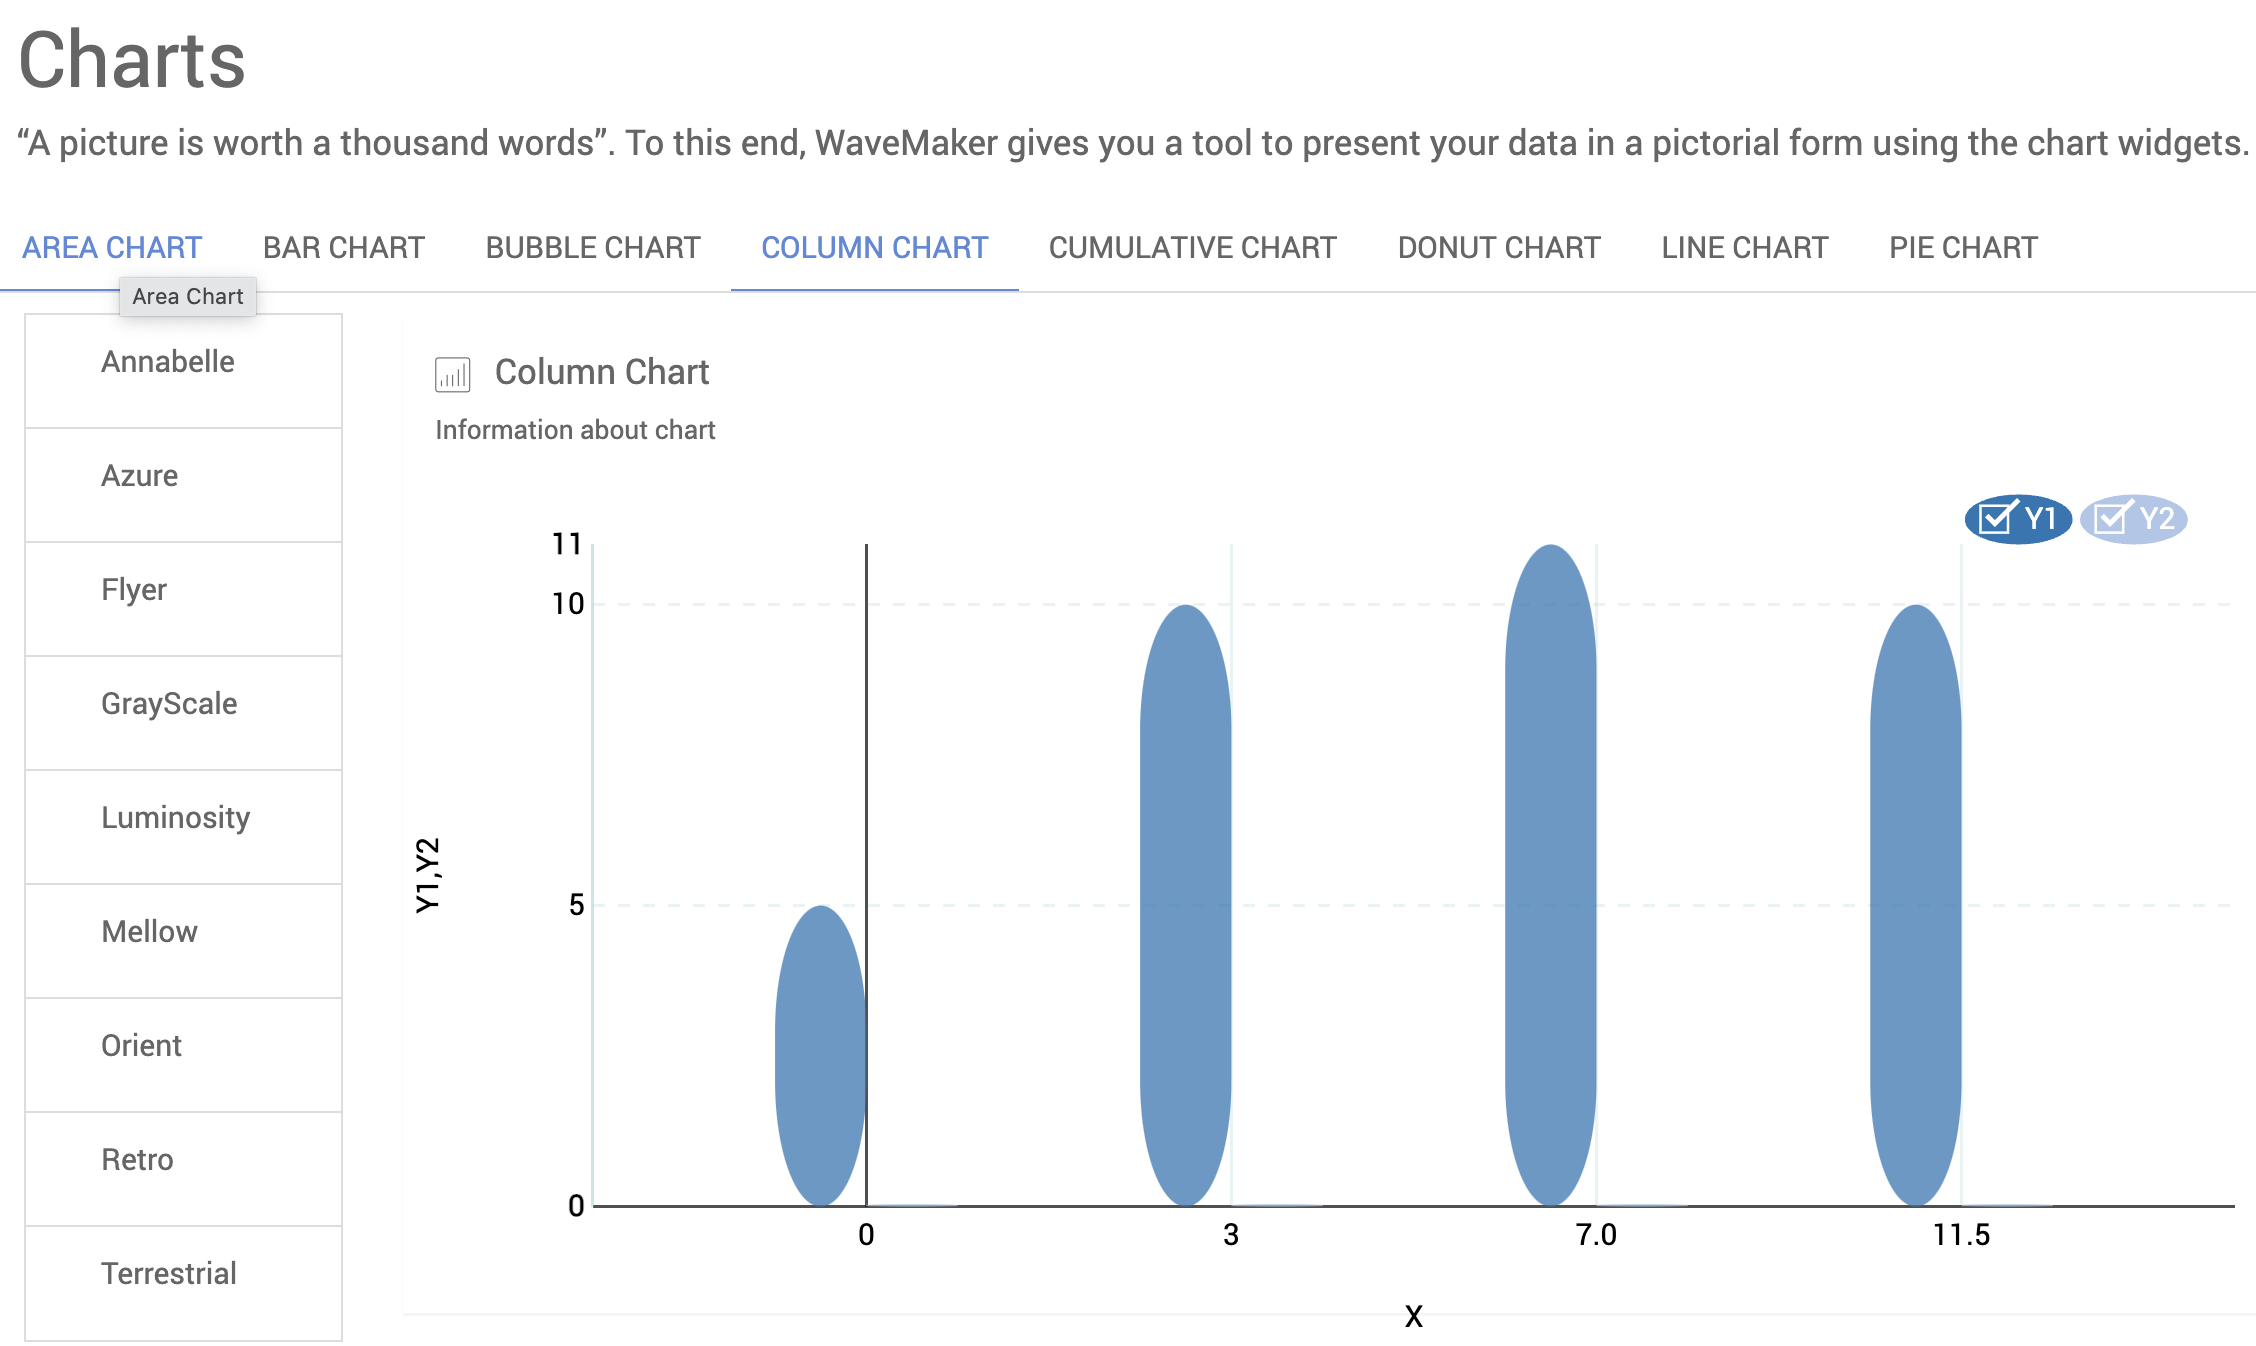 Charts
“A picture is worth a thousand words”. To this end, WaveMaker gives you a tool to present your data in a pictorial form using the chart widgets.
AREA CHART BAR CHART BUBBLE CHART COLUMN CHART CUMULATIVE CHART DONUT CHART LINE CHART PIE CHART
Area Chart
Annabelle
Azure
Flyer
GrayScale
Luminosity
Mellow
Orient
Retro
Terrestrial
Column Chart
Information about chart
Y1 Y2
11
10
5
0
Y1,Y2
0 3 7.0 11.5
X